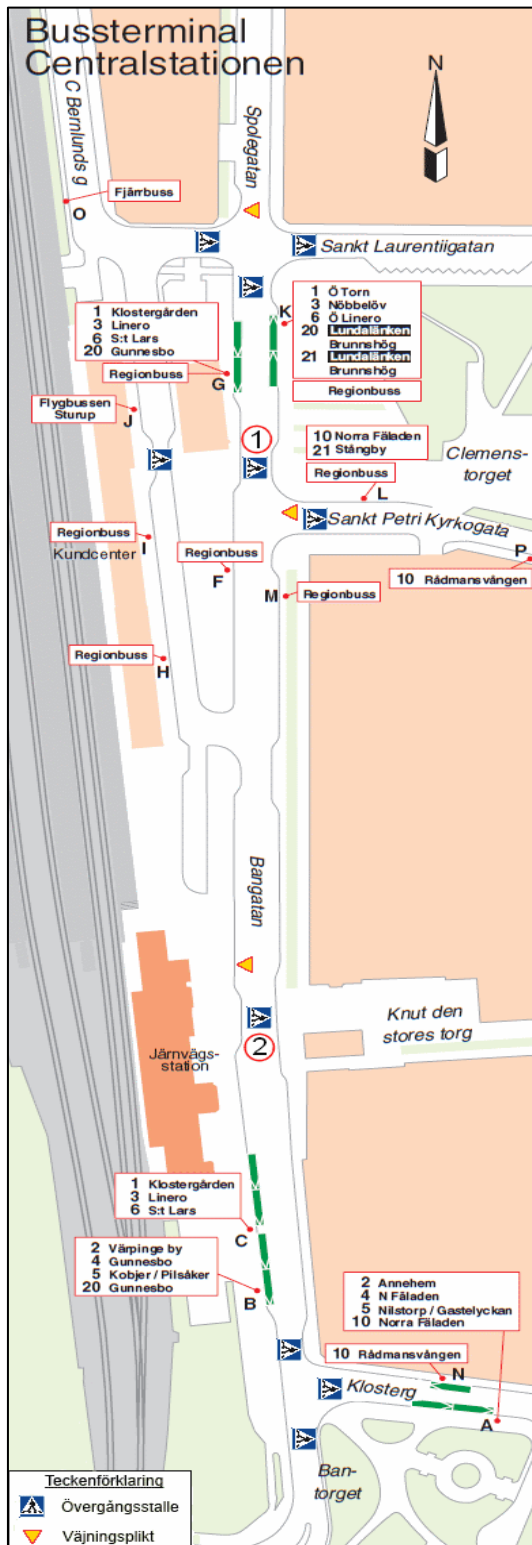 Bussterminal
Centralstationen
N
C Bernlunds g
Spolegatan
Fjärrbuss
O
Sankt Laurentiigatan
K
1 Ö Torn
3 Nöbbelöv
6 Ö Linero
20 Lundalänken
Brunnshög
21 Lundalänken
Brunnshög
Regionbuss
1 Klostergården
3 Linero
6 S:t Lars
20 Gunnesbo
Regionbuss
G
Flygbussen
Sturup
J
1
10 Norra Fäladen
21 Stångby
Regionbuss
L
Clemens-
torget
Sankt Petri Kyrkogata
P
10 Rådmansvången
Regionbuss
Kundcenter
I
Regionbuss
F
M
Regionbuss
Regionbuss
H
Bangatan
Knut den
stores torg
2
Järnvägs-
station
1 Klostergården
3 Linero
6 S:t Lars
C
2 Värpinge by
4 Gunnesbo
5 Kobjer / Pilsåker
20 Gunnesbo
B
2 Annehem
4 N Fäladen
5 Nilstorp / Gastelyckan
10 Norra Fäladen
10 Rådmansvången
N
Klosterg
A
Ban-
torget
Teckenförklaring
Övergångsstalle
Väjningsplikt